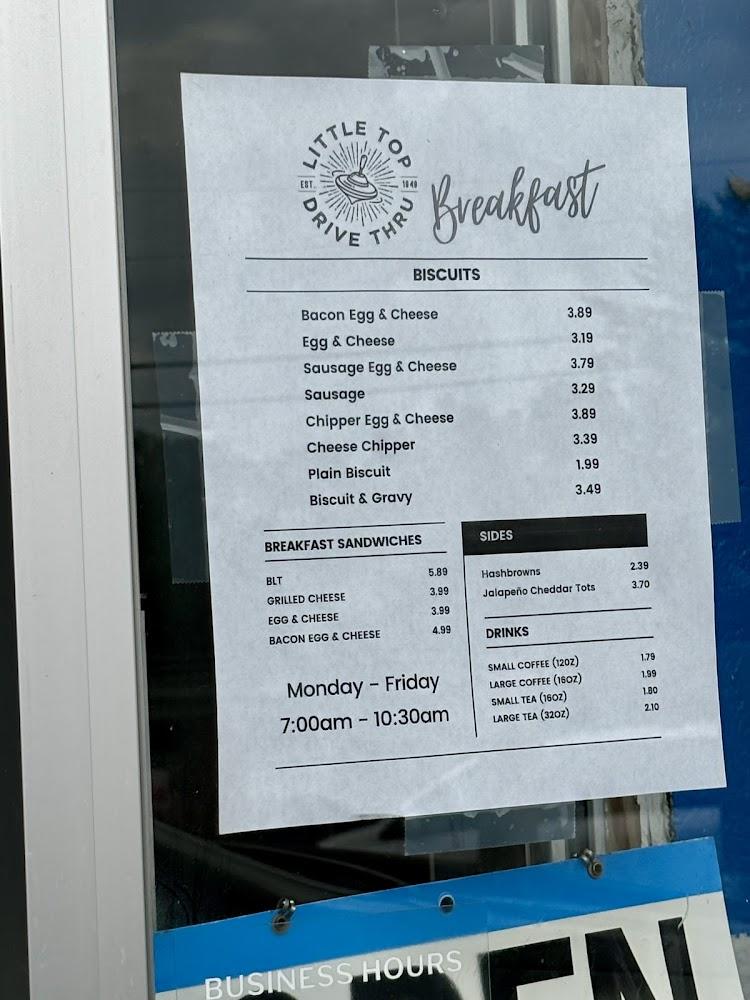 LITTLE TOP
EST. 1949
DRIVE THRU
Breakfast
BISCUITS
Bacon Egg & Cheese 3.89
Egg & Cheese 3.19
Sausage Egg & Cheese 3.79
Sausage 3.29
Chipper Egg & Cheese 3.89
Cheese Chipper 3.39
Plain Biscuit 1.99
Biscuit & Gravy 3.49
BREAKFAST SANDWICHES
BLT 5.89
GRILLED CHEESE 3.99
EGG & CHEESE 3.99
BACON EGG & CHEESE 4.99
Monday - Friday
7:00am - 10:30am
SIDES
Hashbrowns 2.39
Jalapeño Cheddar Tots 3.70
DRINKS
SMALL COFFEE (12OZ) 1.79
LARGE COFFEE (16OZ) 1.99
SMALL TEA (16OZ) 1.80
LARGE TEA (32OZ) 2.10
BUSINESS HOURS
OPEN